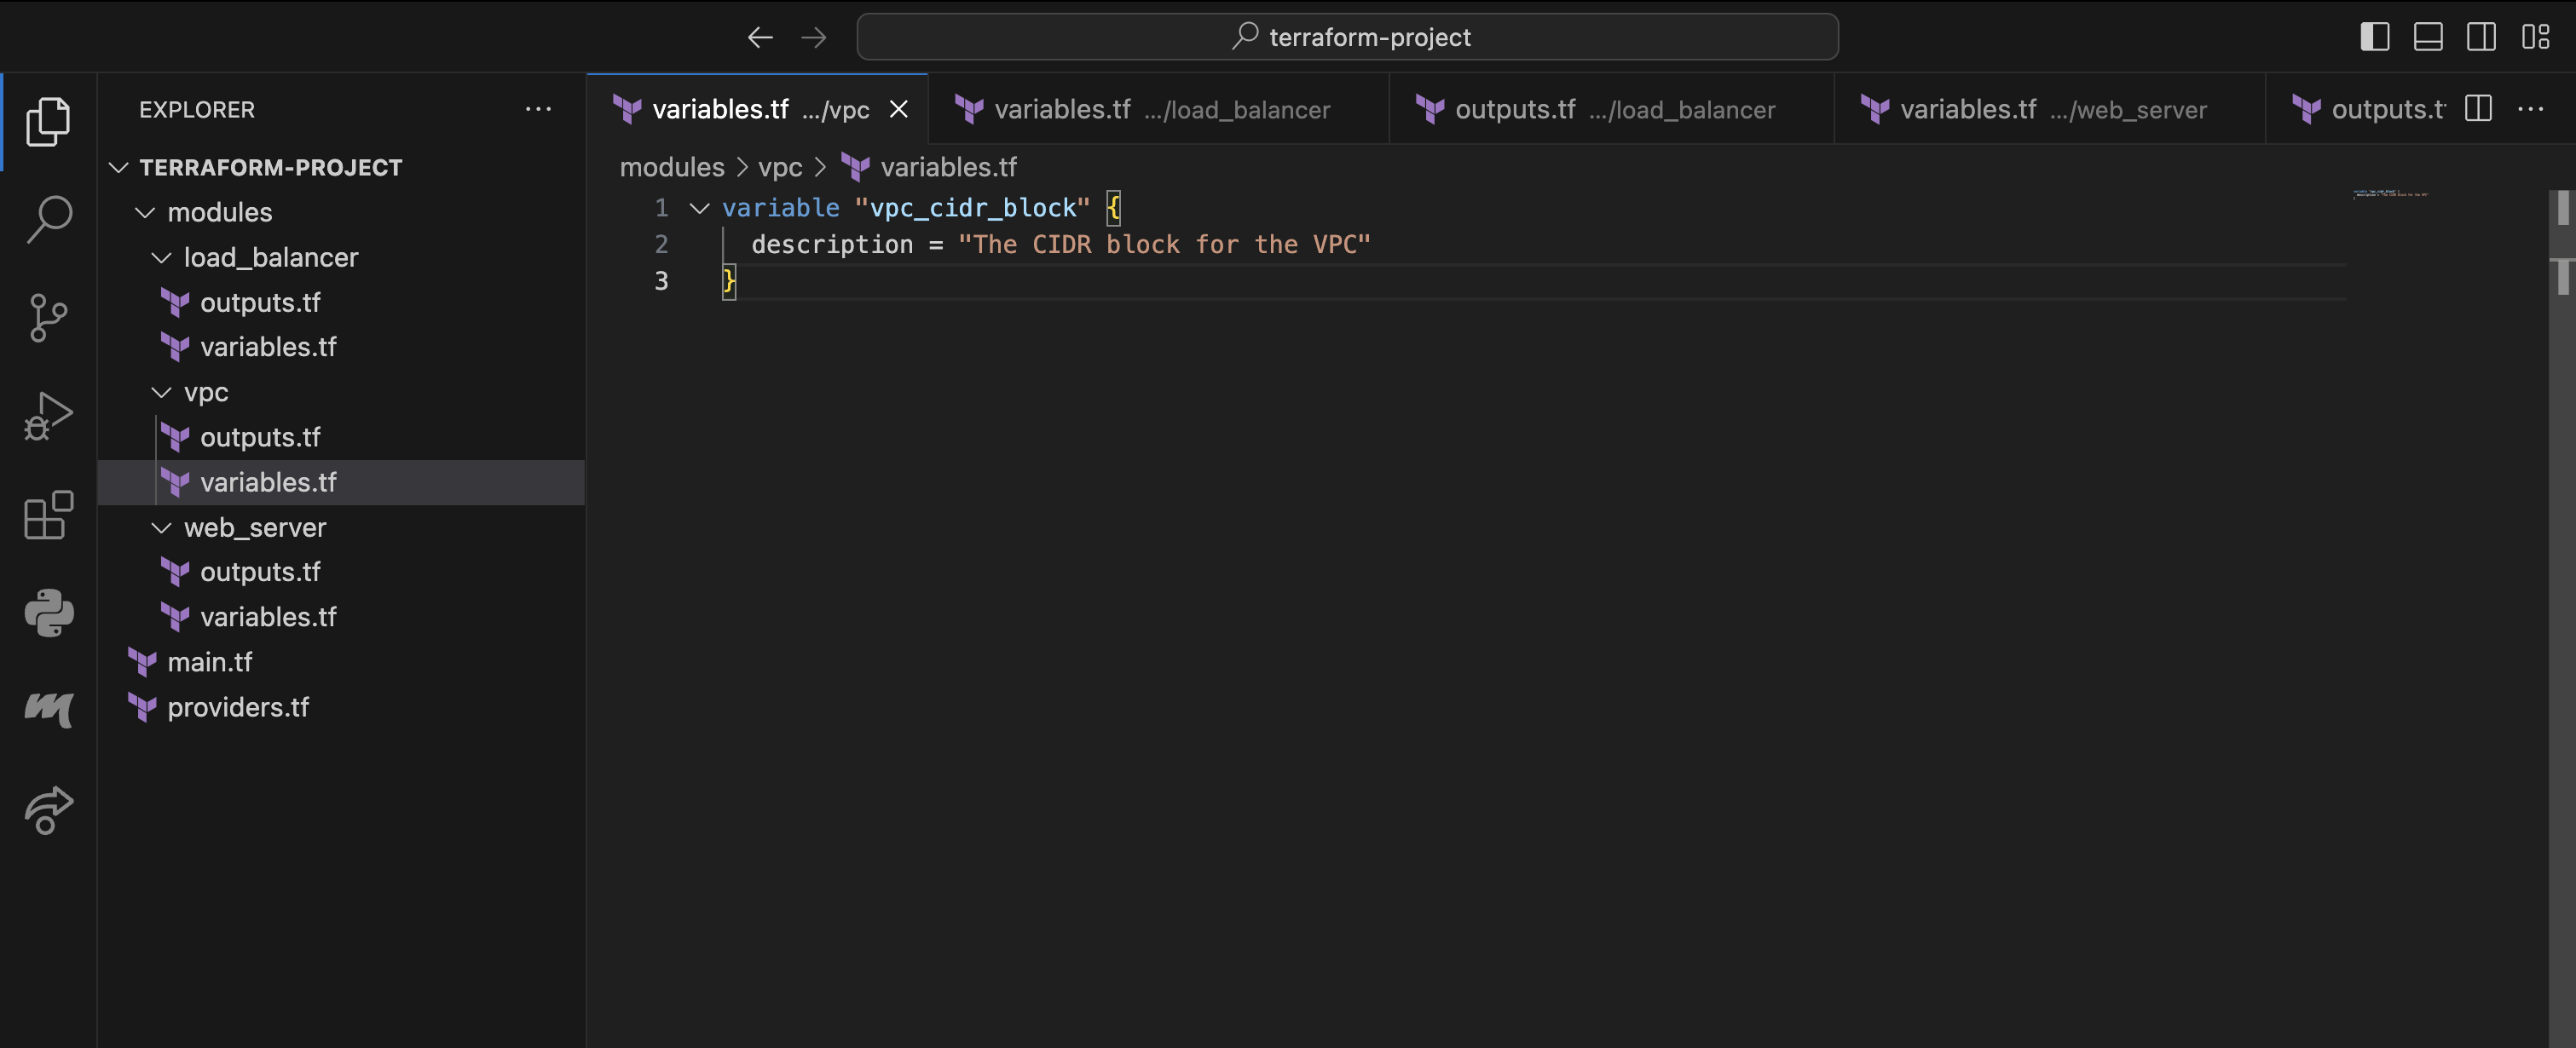 terraform-project
EXPLORER
TERRAFORM-PROJECT
modules
load_balancer
outputs.tf
variables.tf
vpc
outputs.tf
variables.tf
web_server
outputs.tf
variables.tf
main.tf
providers.tf
variables.tf .../vpc
variables.tf .../load_balancer
outputs.tf .../load_balancer
variables.tf .../web_server
outputs.t
modules > vpc > variables.tf
1 variable "vpc_cidr_block" {
2 description = "The CIDR block for the VPC"
3 }